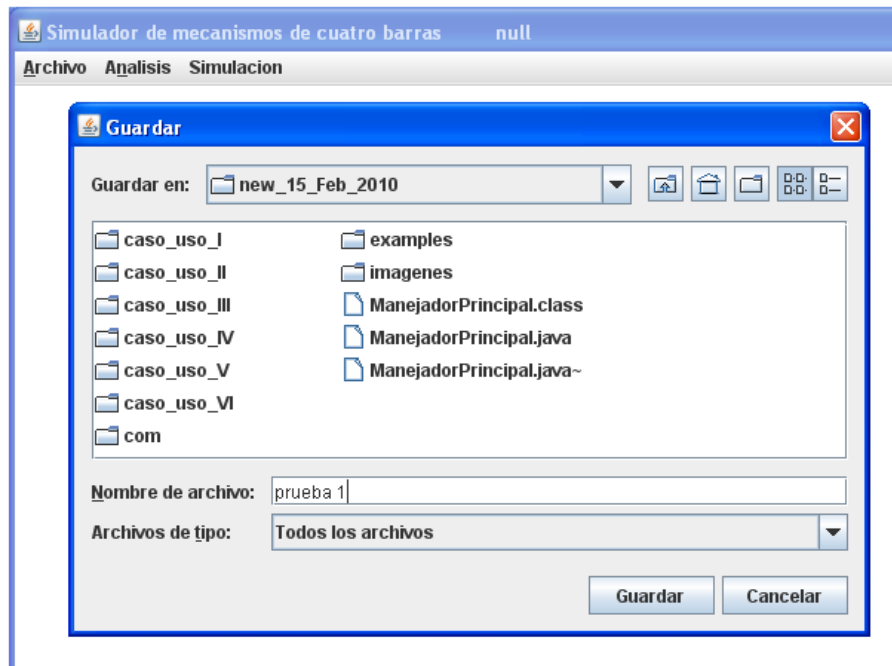 Simulador de mecanismos de cuatro barras null
Archivo Analisis Simulacion
Guardar
Guardar en: new_15_Feb_2010
caso_uso_I
caso_uso_II
caso_uso_III
caso_uso_IV
caso_uso_V
caso_uso_VI
com
examples
imagenes
ManejadorPrincipal.class
ManejadorPrincipal.java
ManejadorPrincipal.java~
Nombre de archivo: prueba 1
Archivos de tipo: Todos los archivos
Guardar Cancelar